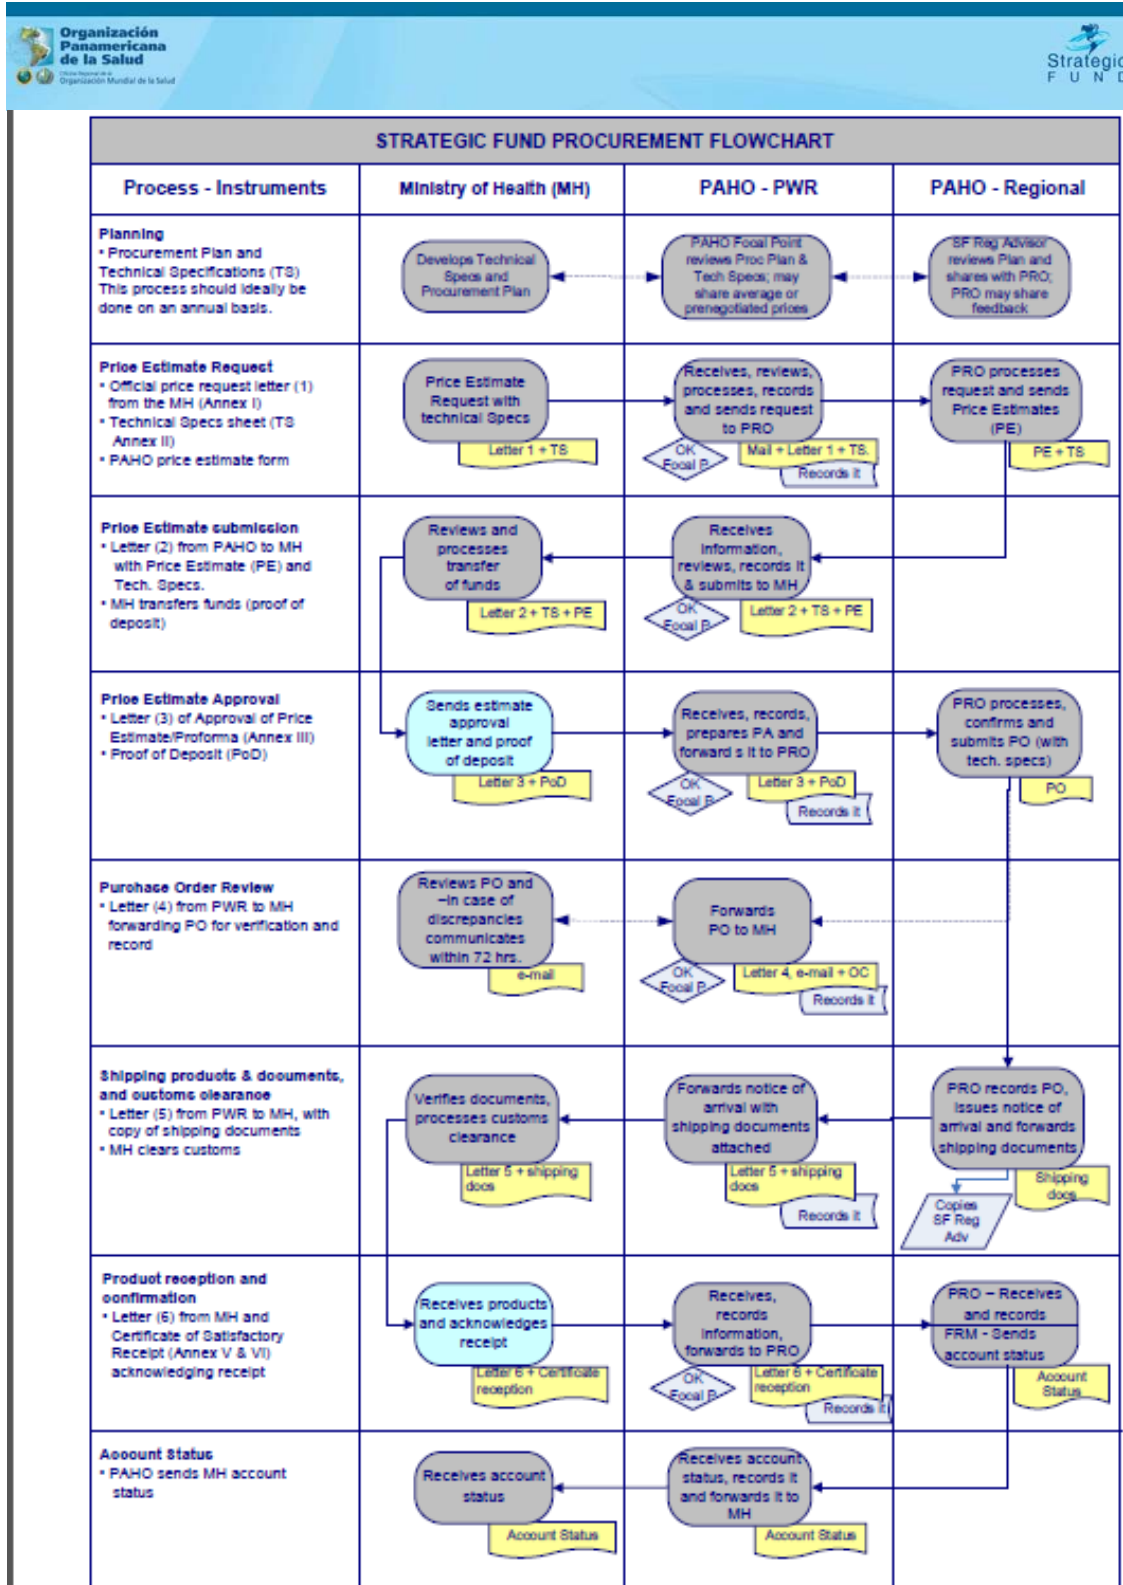 Organización
Panamericana
de la Salud
Oficina Regional de la
Organización Mundial de la Salud
Strategic
FUND
STRATEGIC FUND PROCUREMENT FLOWCHART
Process - Instruments
Ministry of Health (MH)
PAHO - PWR
PAHO - Regional
Planning
• Procurement Plan and
Technical Specifications (TS)
This process should ideally be
done on an annual basis.
Develops Technical
Specs and
Procurement Plan
PAHO Focal Point
reviews Proc Plan &
Tech Specs; may
share average or
prenegotiated prices
SF Reg Advisor
reviews Plan and
shares with PRO;
PRO may share
feedback
Price Estimate Request
• Official price request letter (1)
from the MH (Annex I)
• Technical Specs sheet (TS
Annex II)
• PAHO price estimate form
Price Estimate
Request with
technical Specs
Letter 1 + TS
Receives, reviews,
processes, records
and sends request
to PRO
OK
Focal P.
Mail + Letter 1 + TS.
Records it
PRO processes
request and sends
Price Estimates
(PE)
PE + TS
Price Estimate submission
• Letter (2) from PAHO to MH
with Price Estimate (PE) and
Tech. Specs.
• MH transfers funds (proof of
deposit)
Reviews and
processes
transfer
of funds
Letter 2 + TS + PE
Receives
information,
reviews, records it
& submits to MH
OK
Focal P.
Letter 2 + TS + PE
Price Estimate Approval
• Letter (3) of Approval of Price
Estimate/Proforma (Annex III)
• Proof of Deposit (PoD)
Sends estimate
approval
letter and proof
of deposit
Letter 3 + PoD
Receives, records,
prepares PA and
forward s it to PRO
OK
Focal P.
Letter 3 + PoD
Records it
PRO processes,
confirms and
submits PO (with
tech. specs)
PO
Purchase Order Review
• Letter (4) from PWR to MH
forwarding PO for verification and
record
Reviews PO and
–in case of
discrepancies
communicates
within 72 hrs.
e-mail
Forwards
PO to MH
OK
Focal P.
Letter 4, e-mail + OC
Records it
Shipping products & documents,
and customs clearance
• Letter (5) from PWR to MH, with
copy of shipping documents
• MH clears customs
Verifies documents,
processes customs
clearance
Letter 5 + shipping
docs
Forwards notice of
arrival with
shipping documents
attached
Letter 5 + shipping
docs
Records it
PRO records PO,
issues notice of
arrival and forwards
shipping documents
Shipping
docs
Copies
SF Reg
Adv
Product reception and
confirmation
• Letter (6) from MH and
Certificate of Satisfactory
Receipt (Annex V & VI)
acknowledging receipt
Receives products
and acknowledges
receipt
Letter 6 + Certificate
reception
Receives,
records
information,
forwards to PRO
OK
Focal P.
Letter 6 + Certificate
reception
Records it
PRO – Receives
and records
FRM - Sends
account status
Account
Status
Account Status
• PAHO sends MH account
status
Receives account
status
Account Status
Receives account
status, records it
and forwards it to
MH
Account Status